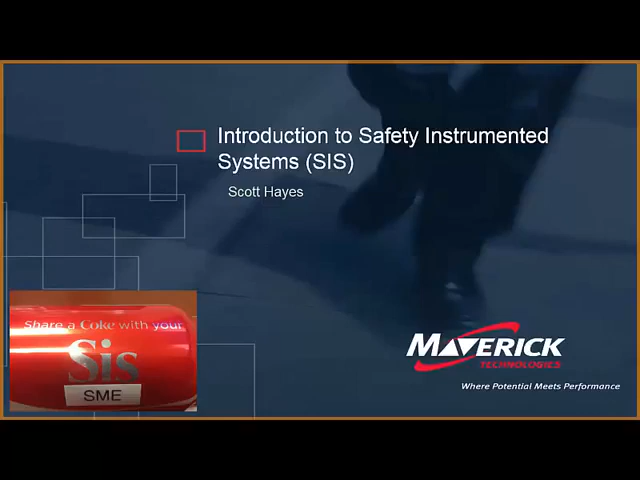 Introduction to Safety Instrumented
Systems (SIS)
Scott Hayes
Share a Coke with your
Sis
SME
MAVERICK
TECHNOLOGIES
Where Potential Meets Performance